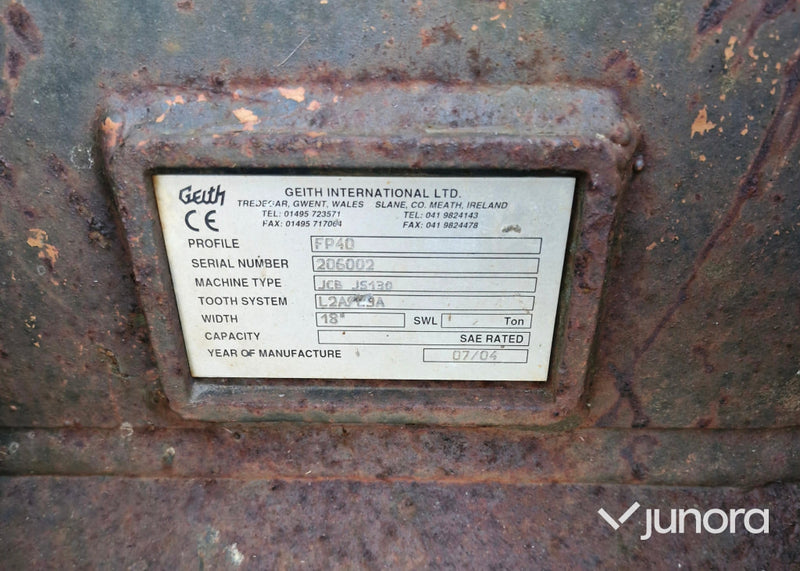 Geith
CE
GEITH INTERNATIONAL LTD.
TREDEGAR, GWENT, WALES SLANE, CO. MEATH, IRELAND
TEL: 01495 723571 TEL: 041 9824143
FAX: 01495 717064 FAX: 041 9824478
PROFILE FP40
SERIAL NUMBER 206002
MACHINE TYPE JCB JS130
TOOTH SYSTEM
WIDTH 18" SWL Ton
CAPACITY SAE RATED
YEAR OF MANUFACTURE 07/04
junora